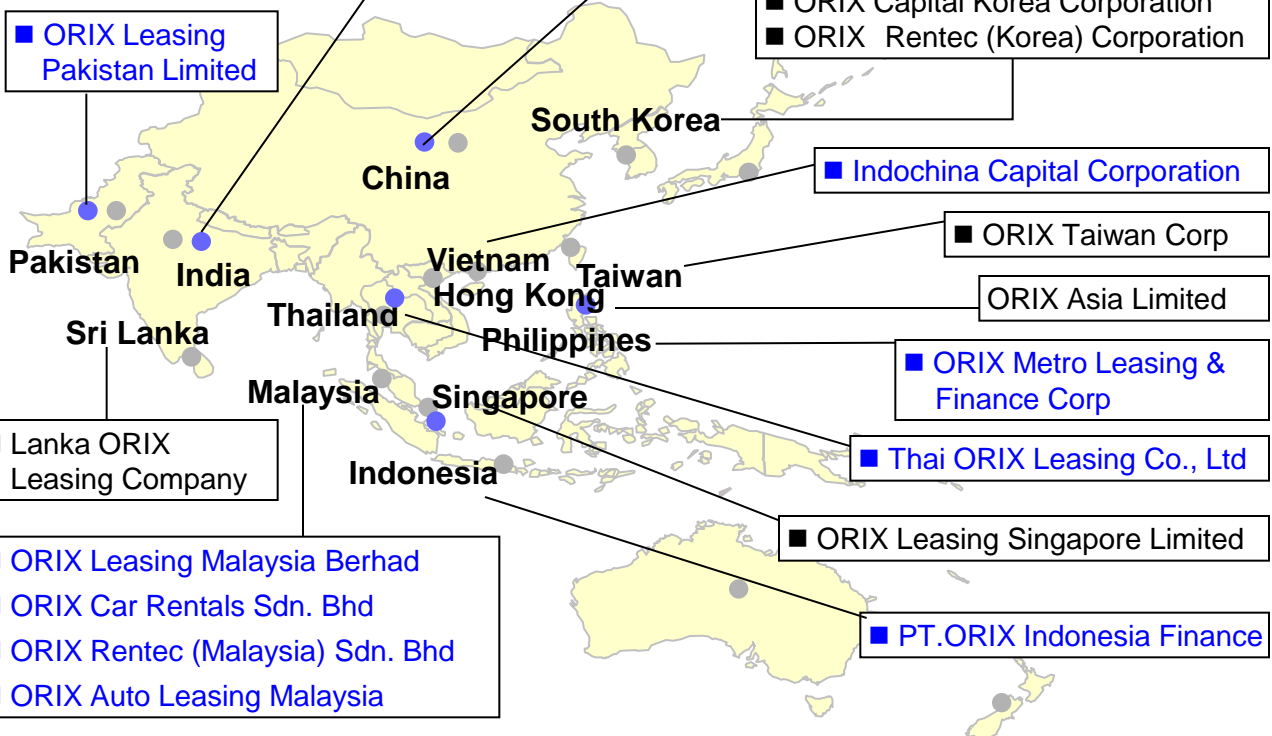 ■ ORIX Capital Korea Corporation
■ ORIX Rentec (Korea) Corporation
■ ORIX Leasing
Pakistan Limited
South Korea
China
■ Indochina Capital Corporation
■ ORIX Taiwan Corp
Pakistan
India
Vietnam
Taiwan
Hong Kong
ORIX Asia Limited
Thailand
Sri Lanka
Philippines
■ ORIX Metro Leasing &
Finance Corp
Malaysia
Singapore
Lanka ORIX
Leasing Company
■ Thai ORIX Leasing Co., Ltd
Indonesia
■ ORIX Leasing Singapore Limited
ORIX Leasing Malaysia Berhad
ORIX Car Rentals Sdn. Bhd
ORIX Rentec (Malaysia) Sdn. Bhd
ORIX Auto Leasing Malaysia
■ PT.ORIX Indonesia Finance